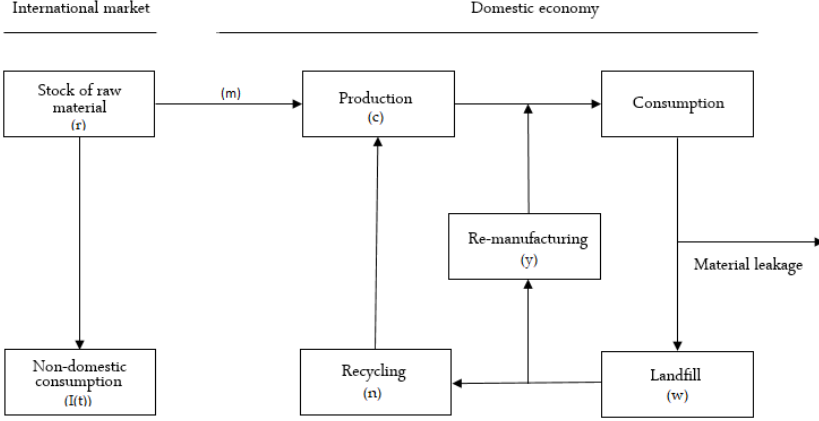 International market
Domestic economy
Stock of raw
material
(r)
(m)
Production
(c)
Consumption
Re-manufacturing
(y)
Material leakage
Non-domestic
consumption
(I(t))
Recycling
(n)
Landfill
(w)